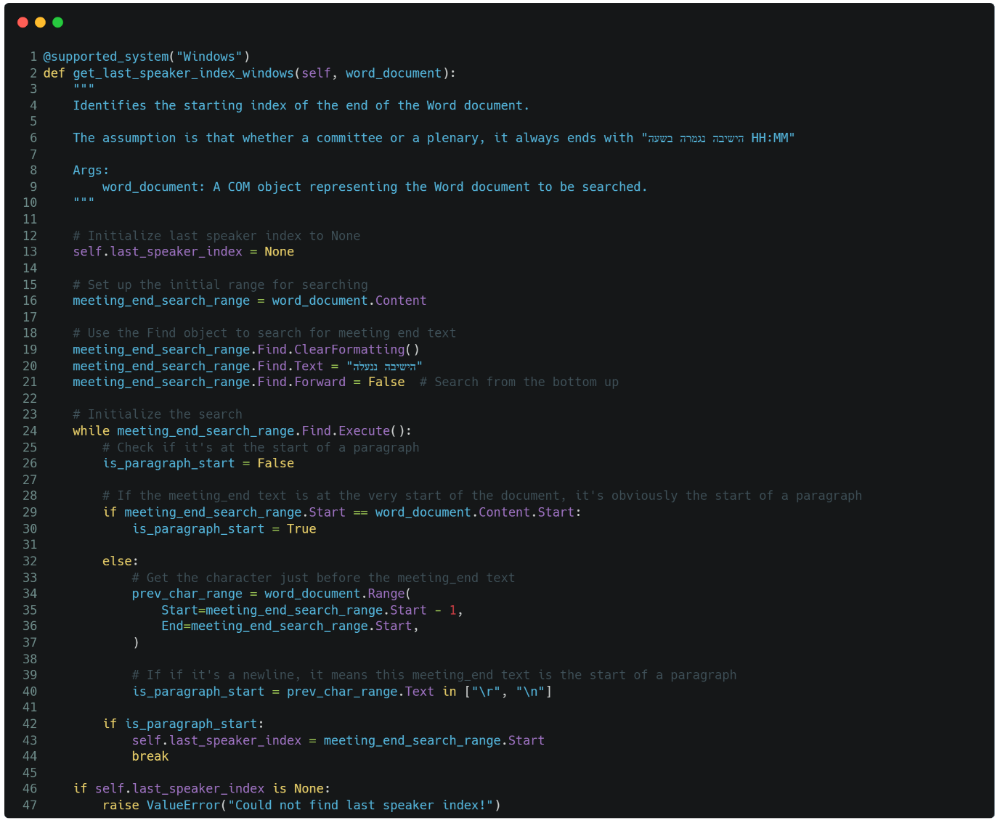 1 @supported_system("Windows")
2 def get_last_speaker_index_windows(self, word_document):
3     """
4     Identifies the starting index of the end of the Word document.
5
6     The assumption is that whether a committee or a plenary, it always ends with "הישיבה נגמרה בשעה HH:MM"
7
8     Args:
9         word_document: A COM object representing the Word document to be searched.
10     """
11
12     # Initialize last speaker index to None
13     self.last_speaker_index = None
14
15     # Set up the initial range for searching
16     meeting_end_search_range = word_document.Content
17
18     # Use the Find object to search for meeting end text
19     meeting_end_search_range.Find.ClearFormatting()
20     meeting_end_search_range.Find.Text = "הישיבה ננעלה"
21     meeting_end_search_range.Find.Forward = False  # Search from the bottom up
22
23     # Initialize the search
24     while meeting_end_search_range.Find.Execute():
25         # Check if it's at the start of a paragraph
26         is_paragraph_start = False
27
28         # If the meeting_end text is at the very start of the document, it's obviously the start of a paragraph
29         if meeting_end_search_range.Start == word_document.Content.Start:
30             is_paragraph_start = True
31
32         else:
33             # Get the character just before the meeting_end text
34             prev_char_range = word_document.Range(
35                 Start=meeting_end_search_range.Start - 1,
36                 End=meeting_end_search_range.Start,
37             )
38
39             # If if it's a newline, it means this meeting_end text is the start of a paragraph
40             is_paragraph_start = prev_char_range.Text in ["\r", "\n"]
41
42         if is_paragraph_start:
43             self.last_speaker_index = meeting_end_search_range.Start
44             break
45
46     if self.last_speaker_index is None:
47         raise ValueError("Could not find last speaker index!")